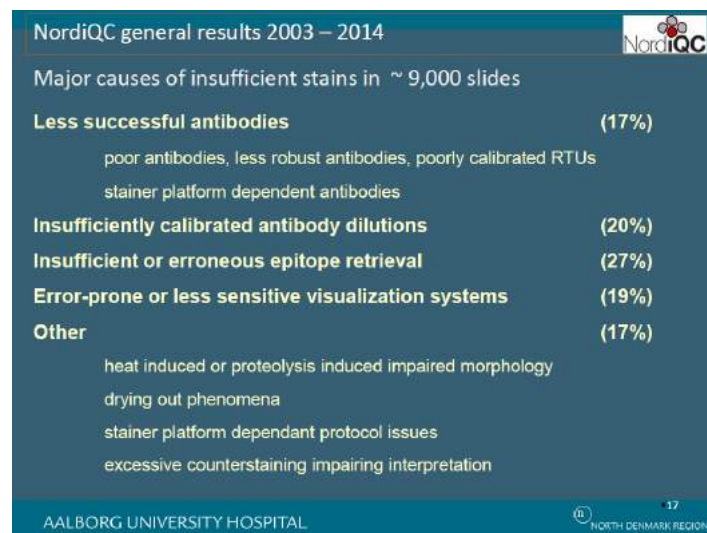 NordiQC general results 2003 – 2014
NordiQC
Major causes of insufficient stains in ~ 9,000 slides
Less successful antibodies (17%)
poor antibodies, less robust antibodies, poorly calibrated RTUs
stainer platform dependent antibodies
Insufficiently calibrated antibody dilutions (20%)
Insufficient or erroneous epitope retrieval (27%)
Error-prone or less sensitive visualization systems (19%)
Other (17%)
heat induced or proteolysis induced impaired morphology
drying out phenomena
stainer platform dependant protocol issues
excessive counterstaining impairing interpretation
•17
AALBORG UNIVERSITY HOSPITAL
n NORTH DENMARK REGION